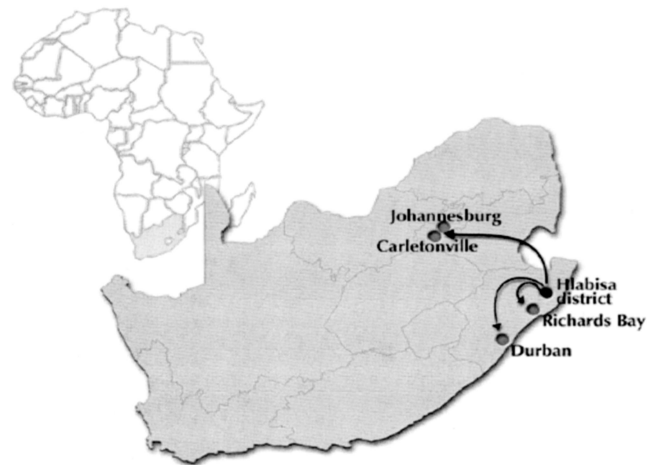 Johannesburg
Carletonville
Hlabisa
district
Richards Bay
Durban